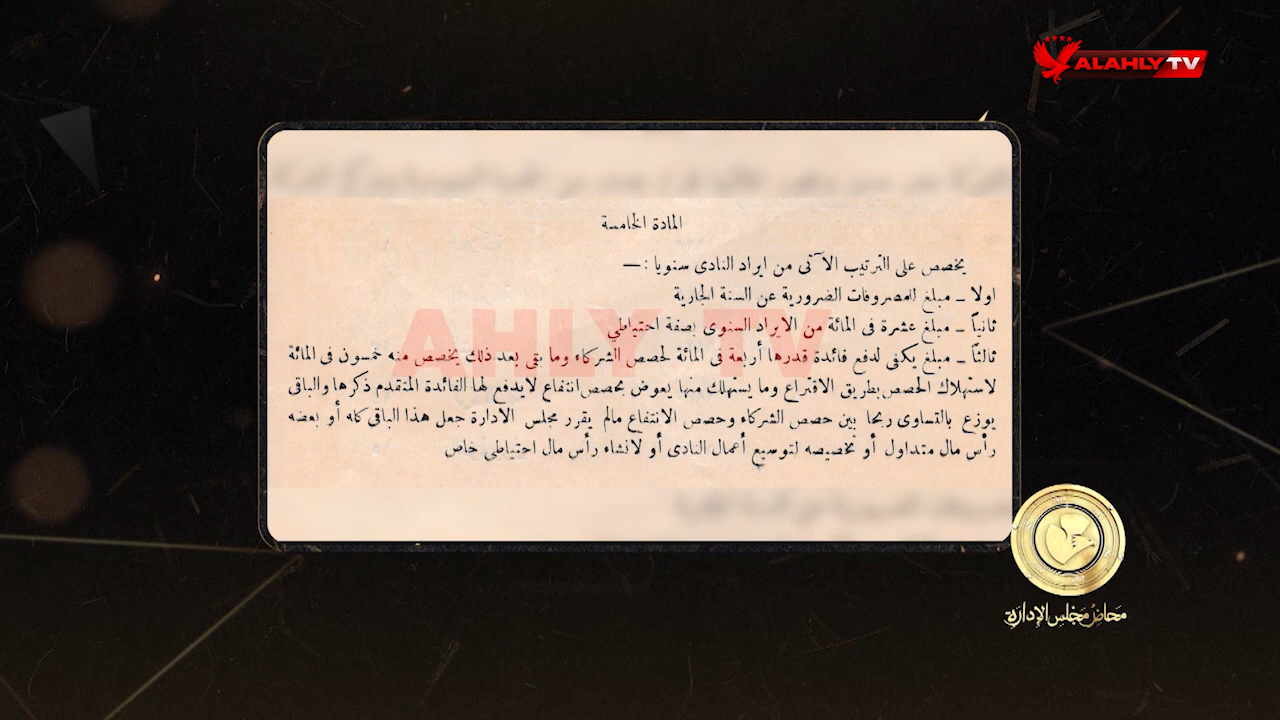 ALAHLY TV
المادة الخامسة
يخصص على الترتيب الآتى من ايراد النادى سنويا : —
اولا – مبلغ للمصروفات الضرورية عن السنة الجارية
ثانياً – مبلغ عشرة فى المائة من الايراد السنوى بصفة احتياطي
ثالثاً – مبلغ يكفى لدفع فائدة قدرها أربعة فى المائة لحصص الشركاء وما بقى بعد ذلك يخصص منه خمسون فى المائة
لاستهلاك الحصص بطريق الاقتراع وما يستهلك منها يعوض بحصص انتفاع لا يدفع لها الفائدة المتقدم ذكرها والباقى
يوزع بالتساوى ربحا بين حصص الشركاء وحصص الانتفاع مالم يقرر مجلس الادارة جعل هذا الباقى كله أو بعضه
رأس مال متداول أو تخصيصه لتوسيع أعمال النادى أو لانشاء رأس مال احتياطي خاص
AHLY TV
محاضر مجلس الإدارة